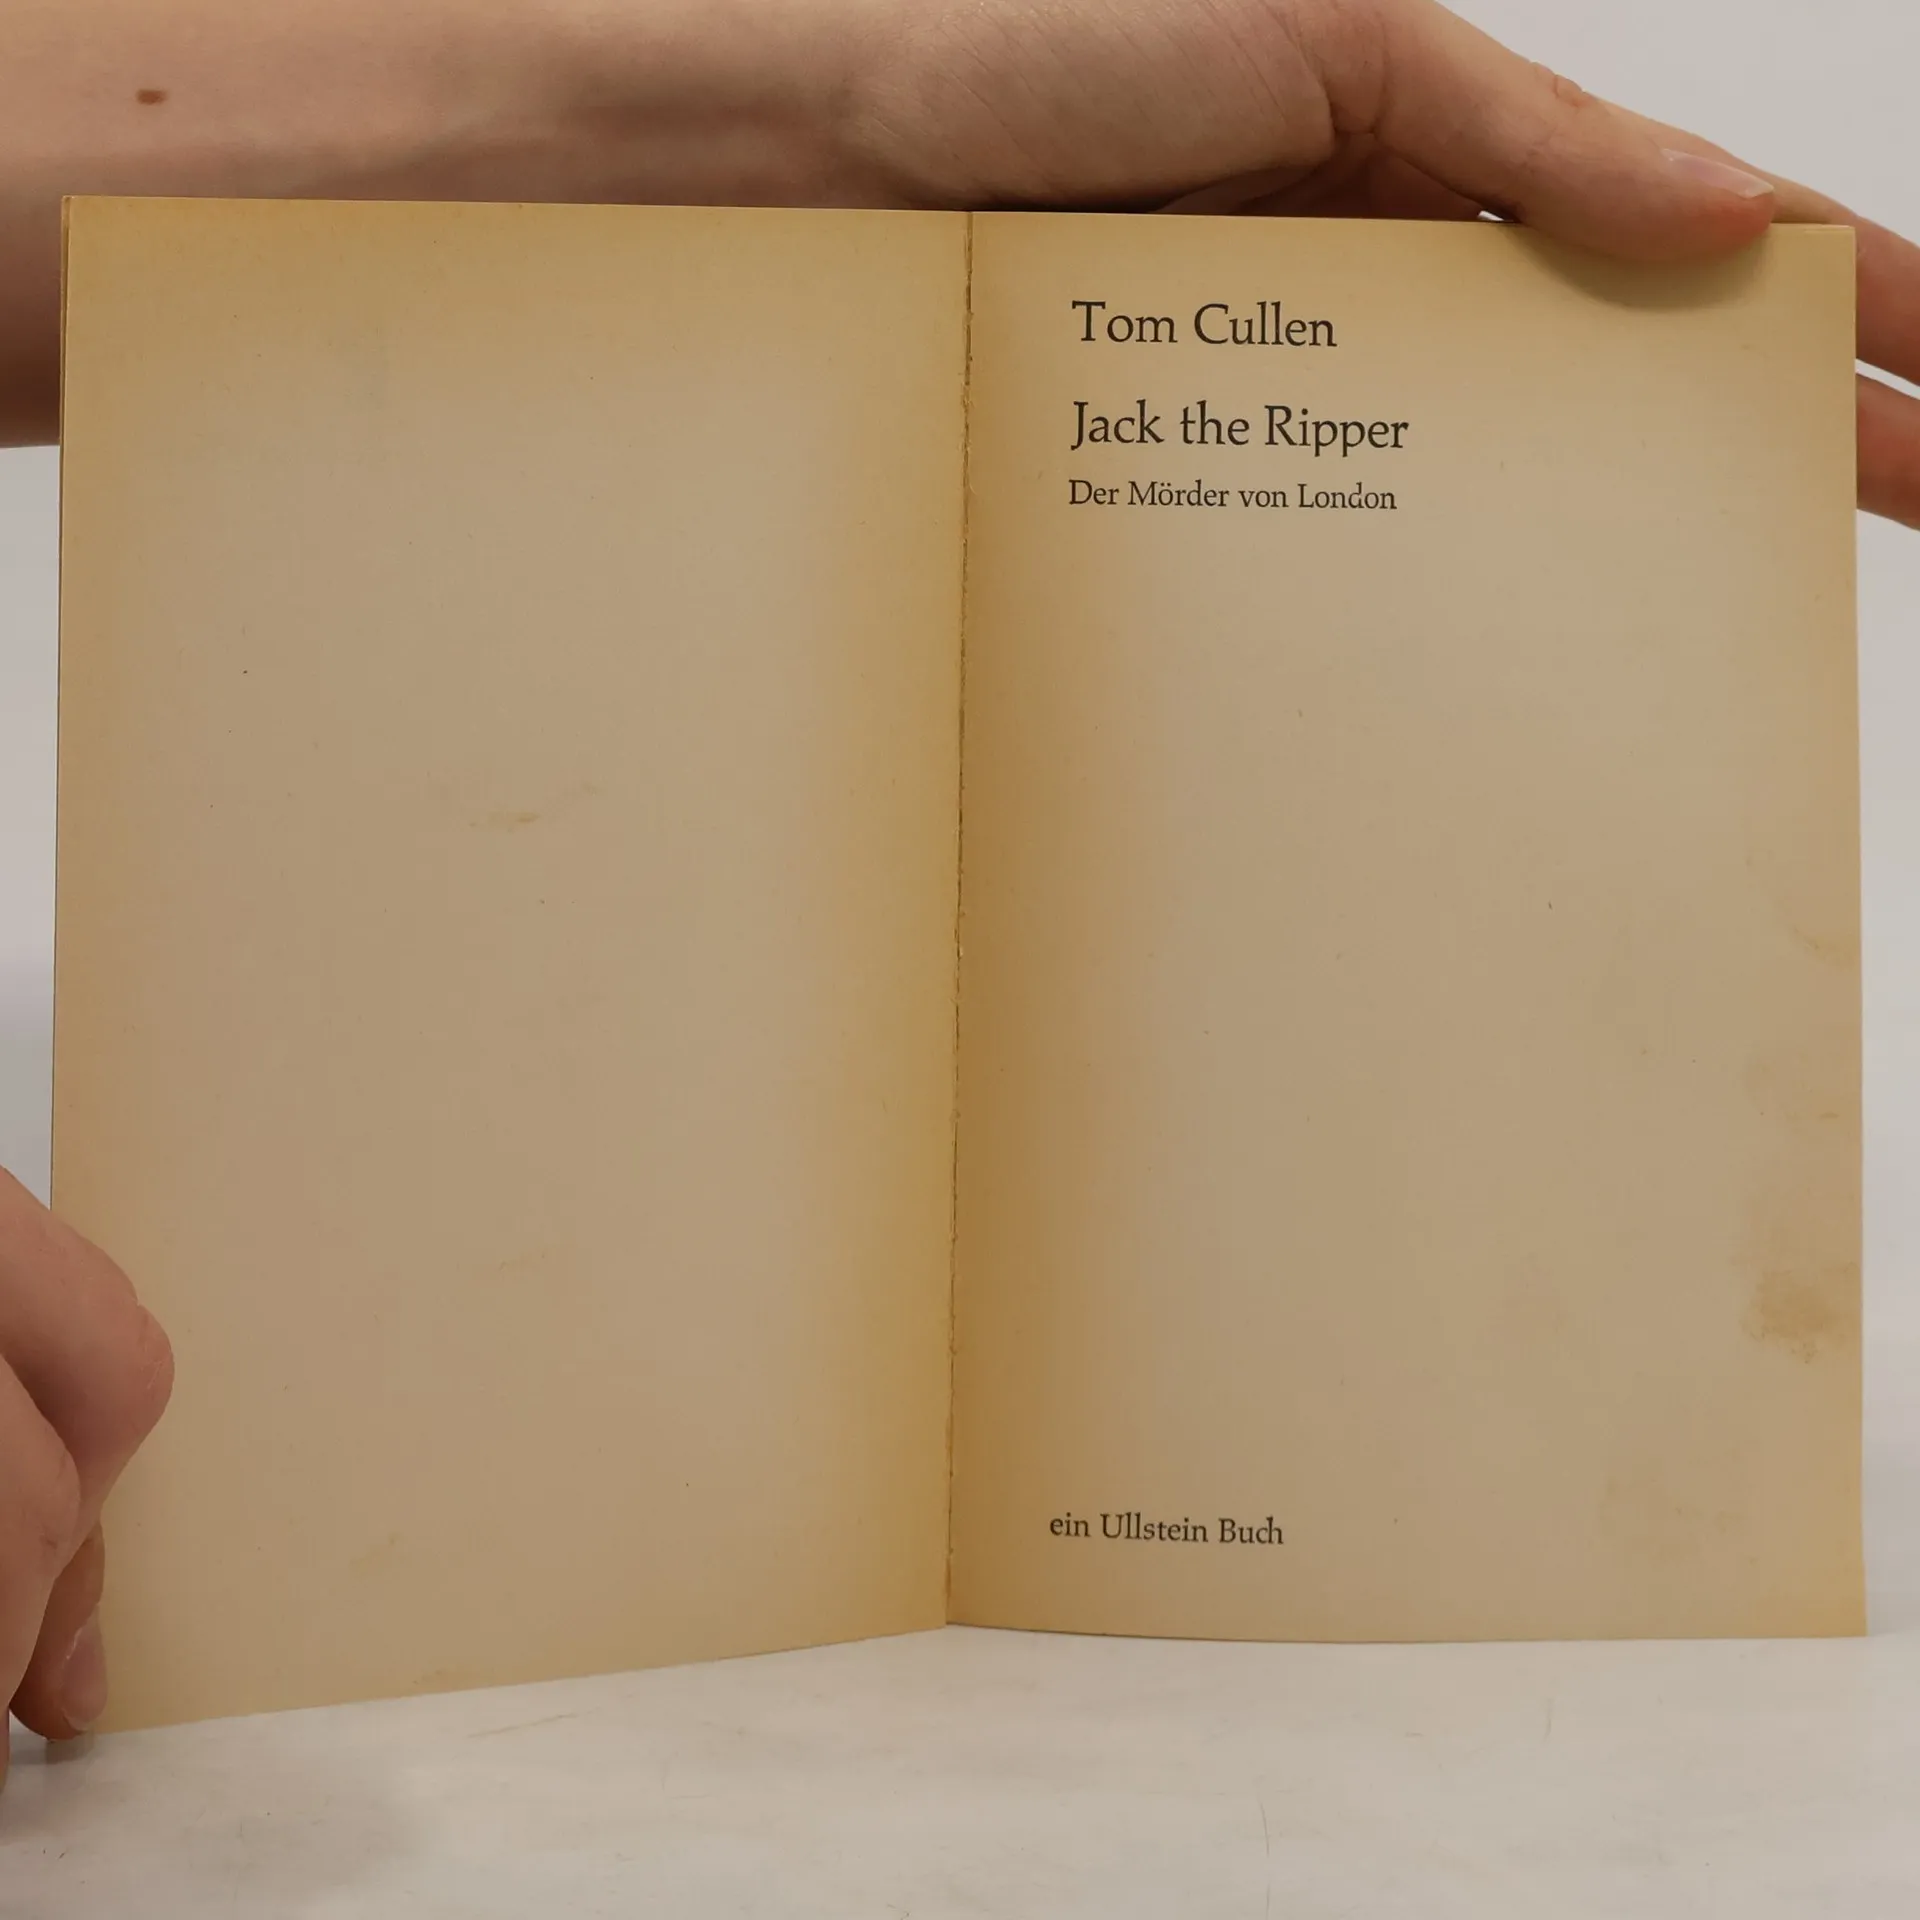 Tom Cullen
Jack the Ripper
Der Mörder von London
ein Ullstein Buch